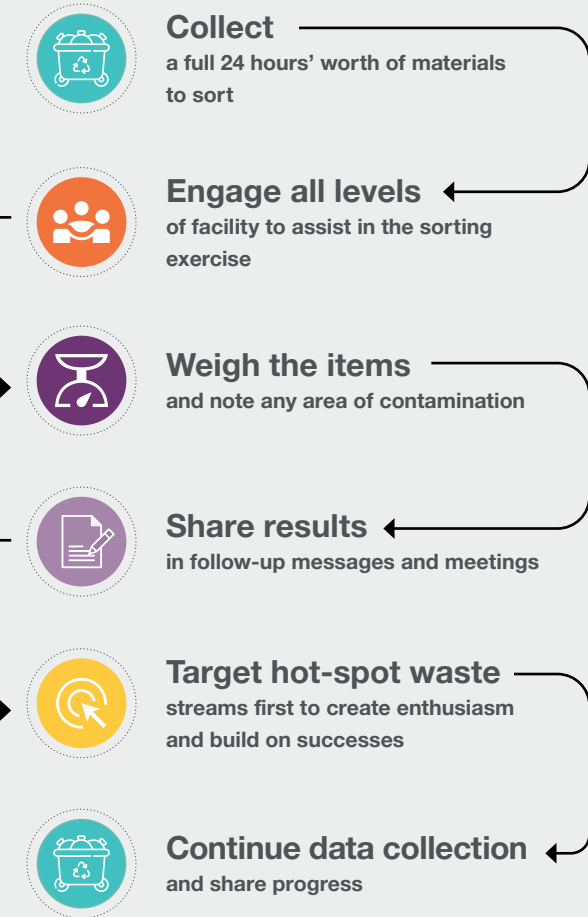 Collect
a full 24 hours’ worth of materials
to sort
Engage all levels
of facility to assist in the sorting
exercise
Weigh the items
and note any area of contamination
Share results
in follow-up messages and meetings
Target hot-spot waste
streams first to create enthusiasm
and build on successes
Continue data collection
and share progress